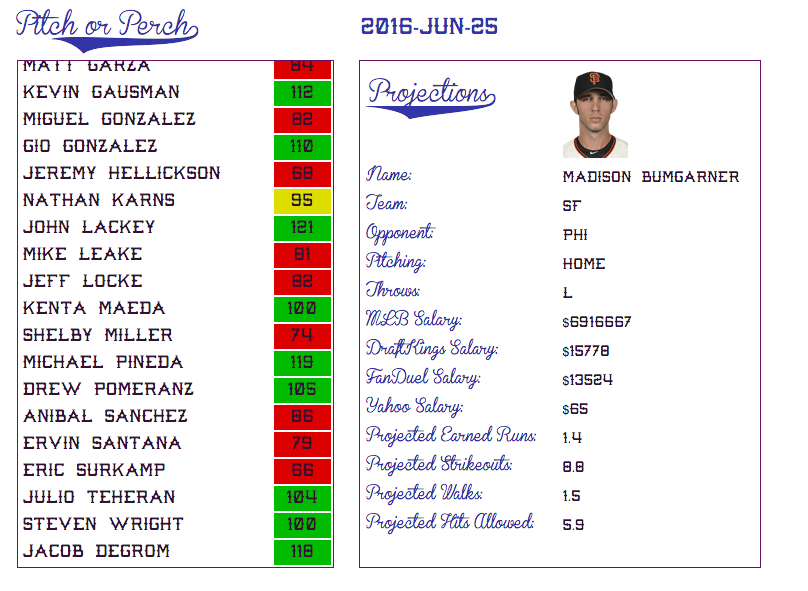 Pitch or Perch
2016-JUN-25
MATT GARZA 84
KEVIN GAUSMAN 112
MIGUEL GONZALEZ 82
GIO GONZALEZ 110
JEREMY HELLICKSON 68
NATHAN KARNS 95
JOHN LACKEY 121
MIKE LEAKE 81
JEFF LOCKE 82
KENTA MAEDA 100
SHELBY MILLER 74
MICHAEL PINEDA 119
DREW POMERANZ 105
ANIBAL SANCHEZ 86
ERVIN SANTANA 79
ERIC SURKAMP 66
JULIO TEHERAN 104
STEVEN WRIGHT 100
JACOB DEGROM 118
Projections
Name: MADISON BUMGARNER
Team: SF
Opponent: PHI
Pitching: HOME
Throws: L
MLB Salary: $6916667
DraftKings Salary: $15778
FanDuel Salary: $13524
Yahoo Salary: $65
Projected Earned Runs: 1.4
Projected Strikeouts: 8.8
Projected Walks: 1.5
Projected Hits Allowed: 5.9